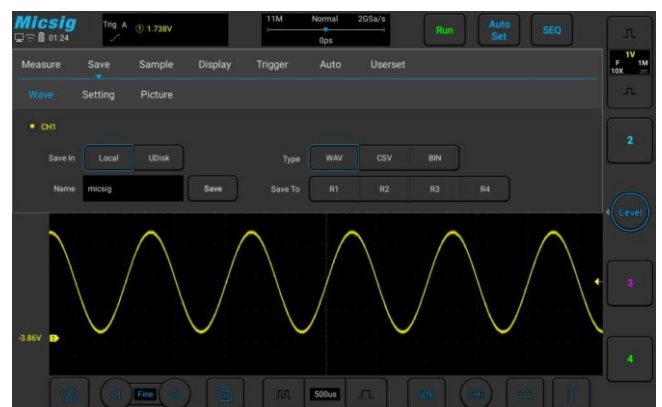 Micsig
01:24
Trig A
① 1.738V
11M Normal 2GSa/s
0ps
Run
Auto
Set
SEQ
1V
F 1M
10X
Measure Save Sample Display Trigger Auto Userset
Wave Setting Picture
CH1
Save In Local UDisk Type WAV CSV BIN
Name micsig Save Save To R1 R2 R3 R4
2
Level
3
-3.86V 1
4
Fine
500us